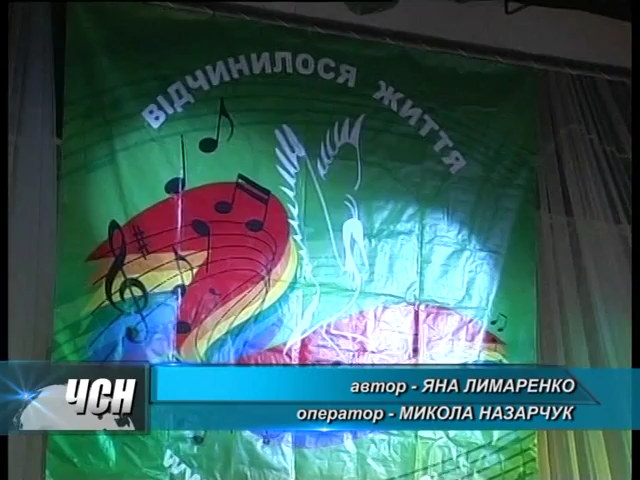 ВІДЧИНИЛОСЯ ЖИТТЯ
ЧСН
автор - ЯНА ЛИМАРЕНКО
оператор - МИКОЛА НАЗАРЧУК